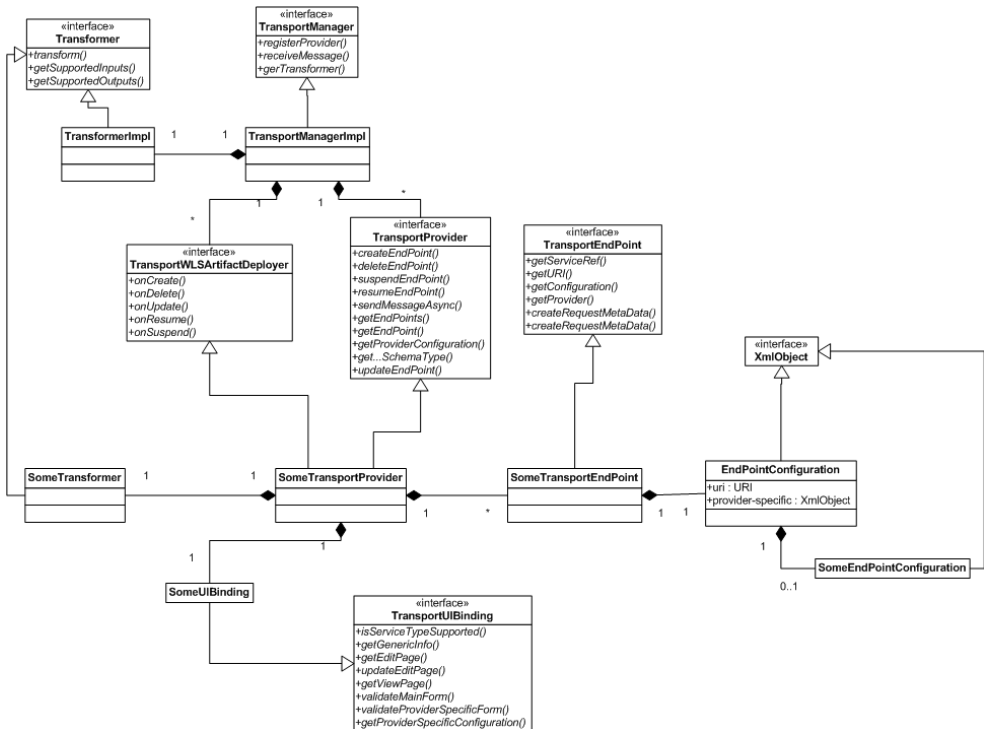 «interface»
Transformer
+transform()
+getSupportedInputs()
+getSupportedOutputs()
«interface»
TransportManager
+registerProvider()
+receiveMessage()
+gerTransformer()
TransformerImpl
1
1
TransportManagerImpl
1
1
*
*
«interface»
TransportWLSArtifactDeployer
+onCreate()
+onDelete()
+onUpdate()
+onResume()
+onSuspend()
«interface»
TransportProvider
+createEndPoint()
+deleteEndPoint()
+suspendEndPoint()
+resumeEndPoint()
+sendMessageAsync()
+getEndPoints()
+getEndPoint()
+getProviderConfiguration()
+get...SchemaType()
+updateEndPoint()
«interface»
TransportEndPoint
+getServiceRef()
+getURI()
+getConfiguration()
+getProvider()
+createRequestMetaData()
+createRequestMetaData()
«interface»
XmlObject
SomeTransformer
1
1
SomeTransportProvider
1
*
SomeTransportEndPoint
1
1
EndPointConfiguration
+uri : URI
+provider-specific : XmlObject
1
0..1
SomeEndPointConfiguration
1
1
SomeUIBinding
«interface»
TransportUIBinding
+isServiceTypeSupported()
+getGenericInfo()
+getEditPage()
+updateEditPage()
+getViewPage()
+validateMainForm()
+validateProviderSpecificForm()
+getProviderSpecificConfiguration()